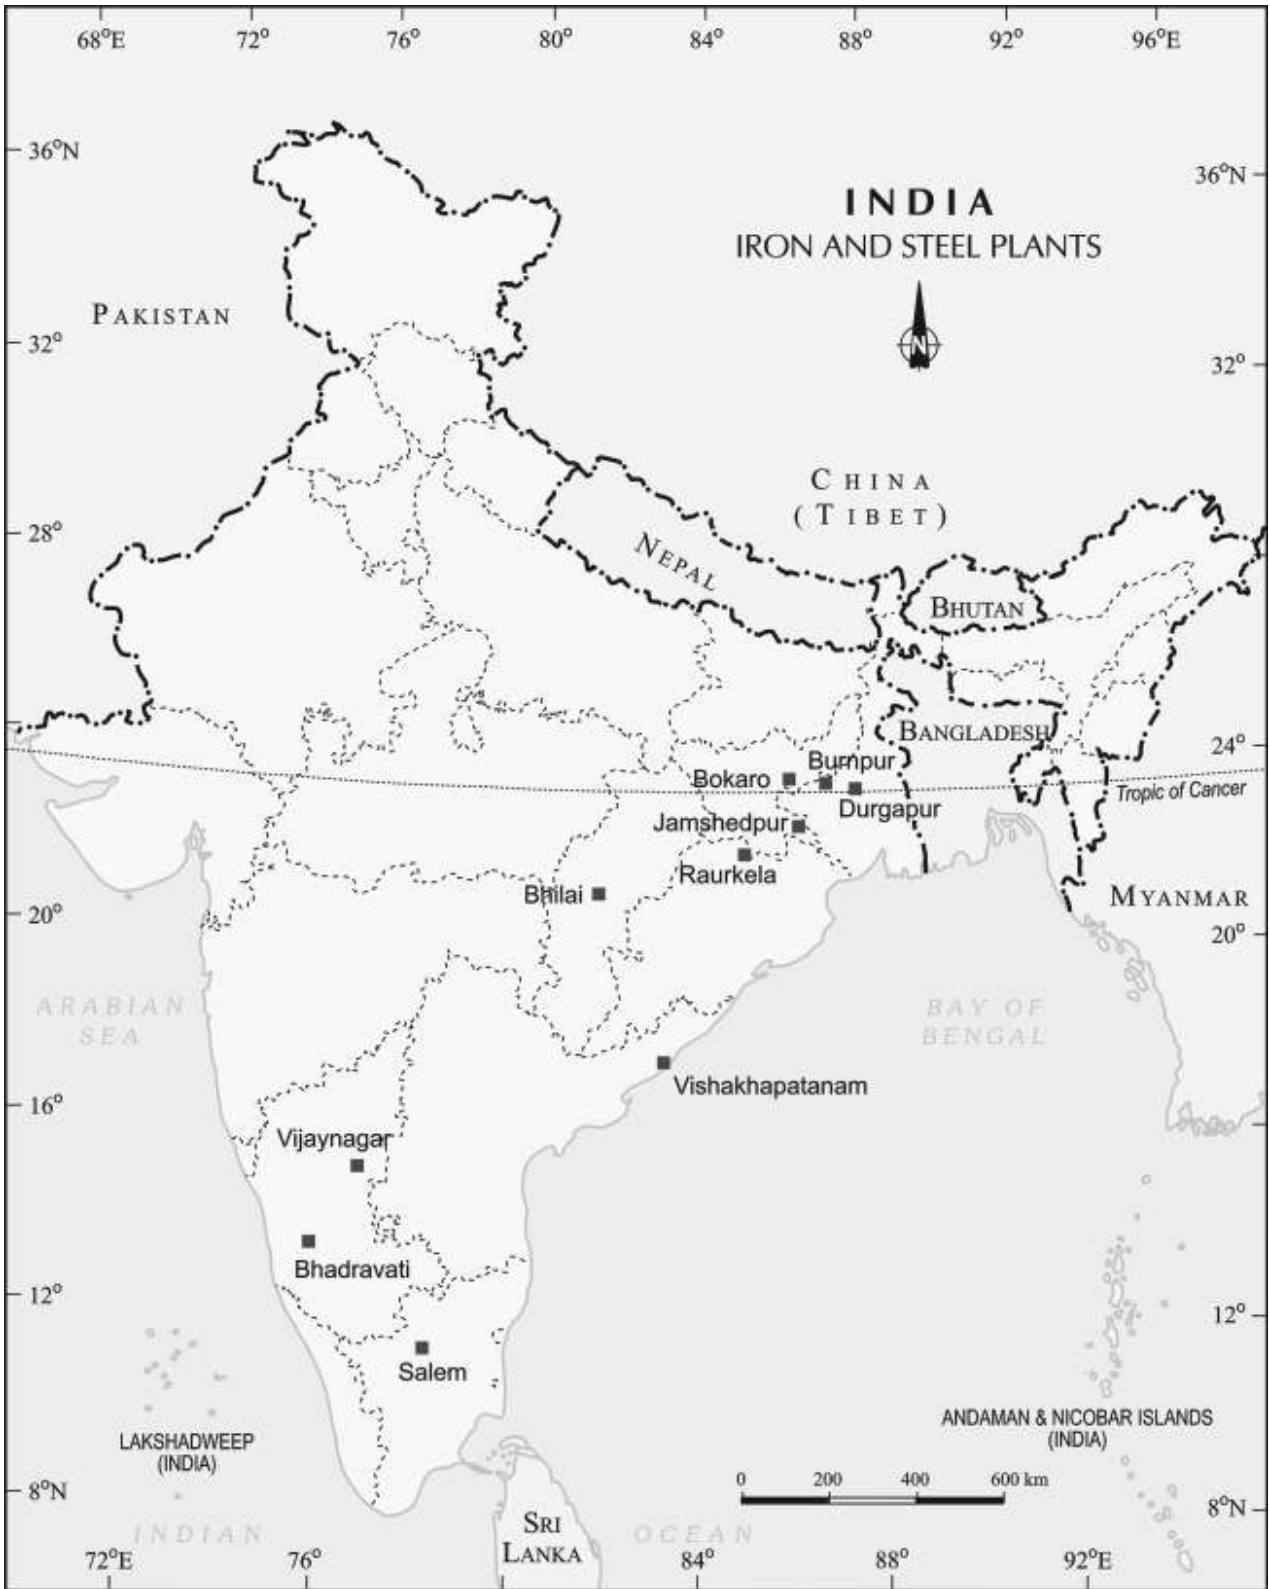 68°E 72° 76° 80° 84° 88° 92° 96°E
36°N
36°N
INDIA
IRON AND STEEL PLANTS
PAKISTAN
N
32°
32°
CHINA
(TIBET)
28°
NEPAL
BHUTAN
BANGLADESH
24°
Burnpur
Bokaro
Tropic of Cancer
Durgapur
Jamshedpur
Raurkela
Bhilai
MYANMAR
20°
20°
ARABIAN
SEA
BAY OF
BENGAL
Vishakhapatanam
16°
Vijaynagar
Bhadravati
12°
12°
Salem
LAKSHADWEEP
(INDIA)
ANDAMAN & NICOBAR ISLANDS
(INDIA)
0 200 400 600 km
8°N
8°N
SRI
LANKA
INDIAN OCEAN
72°E 76° 84° 88° 92°E